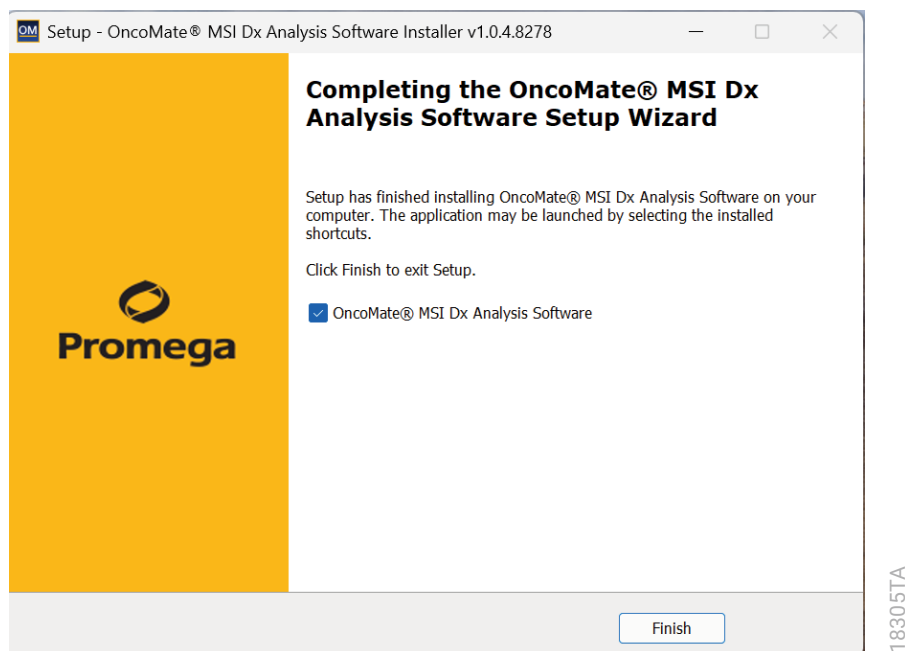 OM Setup - OncoMate® MSI Dx Analysis Software Installer v1.0.4.8278
Completing the OncoMate® MSI Dx
Analysis Software Setup Wizard
Setup has finished installing OncoMate® MSI Dx Analysis Software on your
computer. The application may be launched by selecting the installed
shortcuts.
Click Finish to exit Setup.
OncoMate® MSI Dx Analysis Software
Promega
Finish
18305TA